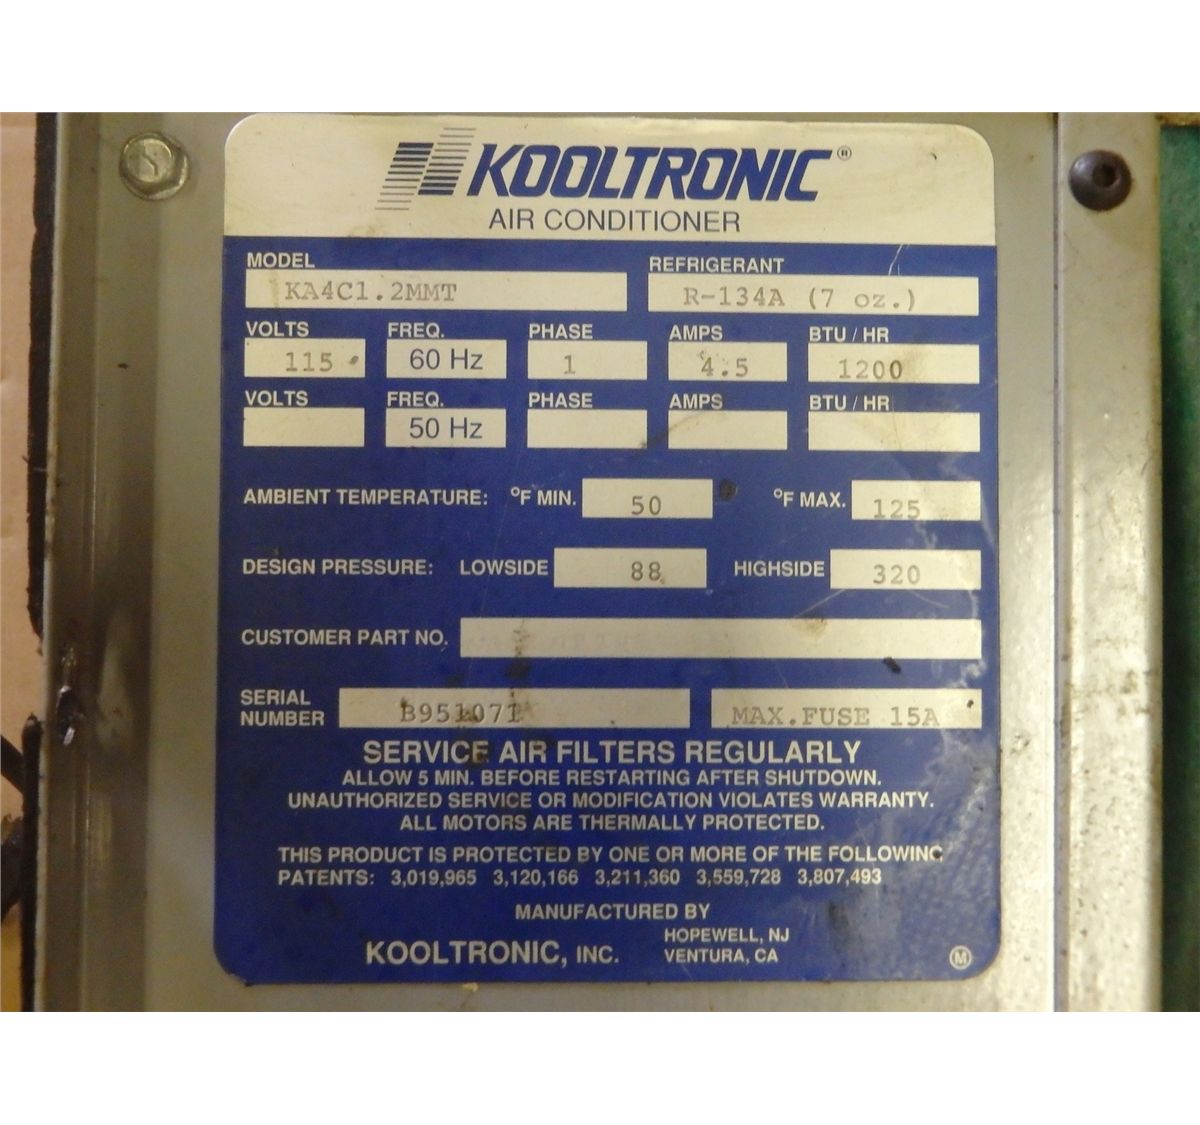 KOOLTRONIC®
AIR CONDITIONER
MODEL REFRIGERANT
KA4C1.2MMT R-134A (7 oz.)
VOLTS FREQ. PHASE AMPS BTU / HR
115 60 Hz 1 4.5 1200
VOLTS FREQ. PHASE AMPS BTU / HR
50 Hz
AMBIENT TEMPERATURE: °F MIN. 50 °F MAX. 125
DESIGN PRESSURE: LOWSIDE 88 HIGHSIDE 320
CUSTOMER PART NO.
SERIAL
NUMBER B951071 MAX.FUSE 15A
SERVICE AIR FILTERS REGULARLY
ALLOW 5 MIN. BEFORE RESTARTING AFTER SHUTDOWN.
UNAUTHORIZED SERVICE OR MODIFICATION VIOLATES WARRANTY.
ALL MOTORS ARE THERMALLY PROTECTED.
THIS PRODUCT IS PROTECTED BY ONE OR MORE OF THE FOLLOWING
PATENTS: 3,019,965 3,120,166 3,211,360 3,559,728 3,807,493
MANUFACTURED BY
KOOLTRONIC, INC. HOPEWELL, NJ
VENTURA, CA
M